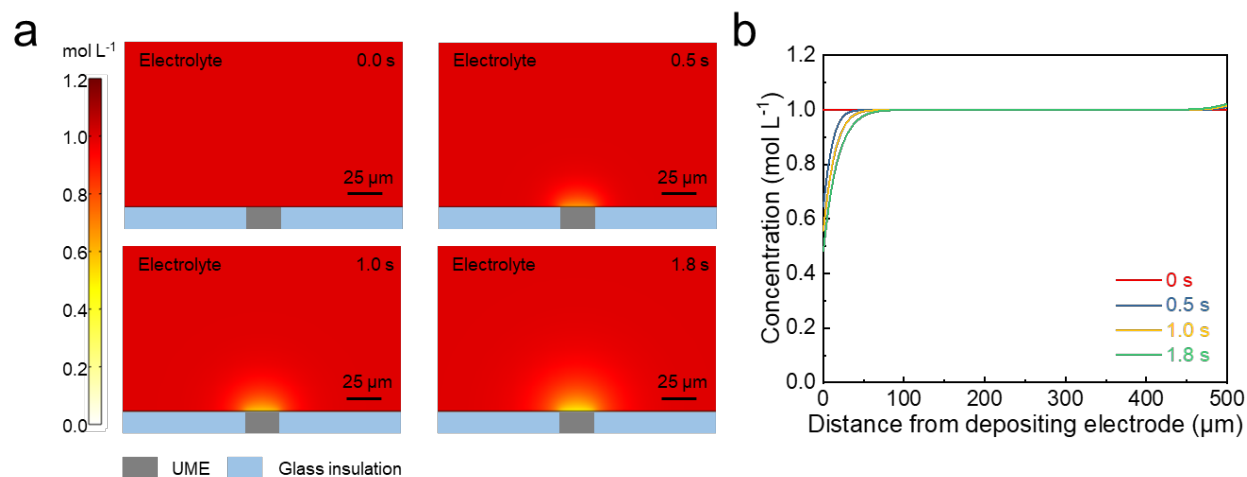 a
mol L⁻¹
1.2
1.0
0.8
0.6
0.4
0.2
0.0
Electrolyte 0.0 s
25 µm
Electrolyte 0.5 s
25 µm
Electrolyte 1.0 s
25 µm
Electrolyte 1.8 s
25 µm
UME Glass insulation
b
Concentration (mol L⁻¹)
1.2
1.0
0.8
0.6
0.4
0.2
0.0
0 s
0.5 s
1.0 s
1.8 s
0 100 200 300 400 500
Distance from depositing electrode (µm)